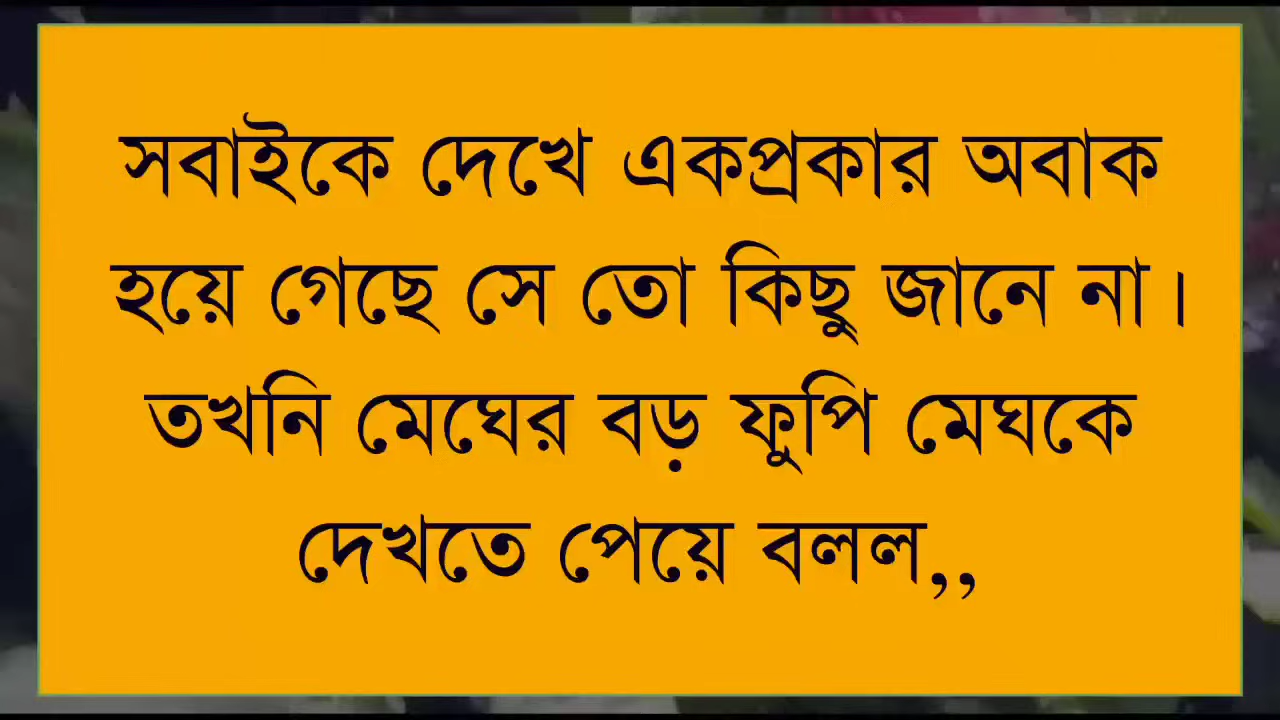 সবাইকে দেখে একপ্রকার অবাক
হয়ে গেছে সে তো কিছু জানে না।
তখনি মেঘের বড় ফুপি মেঘকে
দেখতে পেয়ে বলল,,